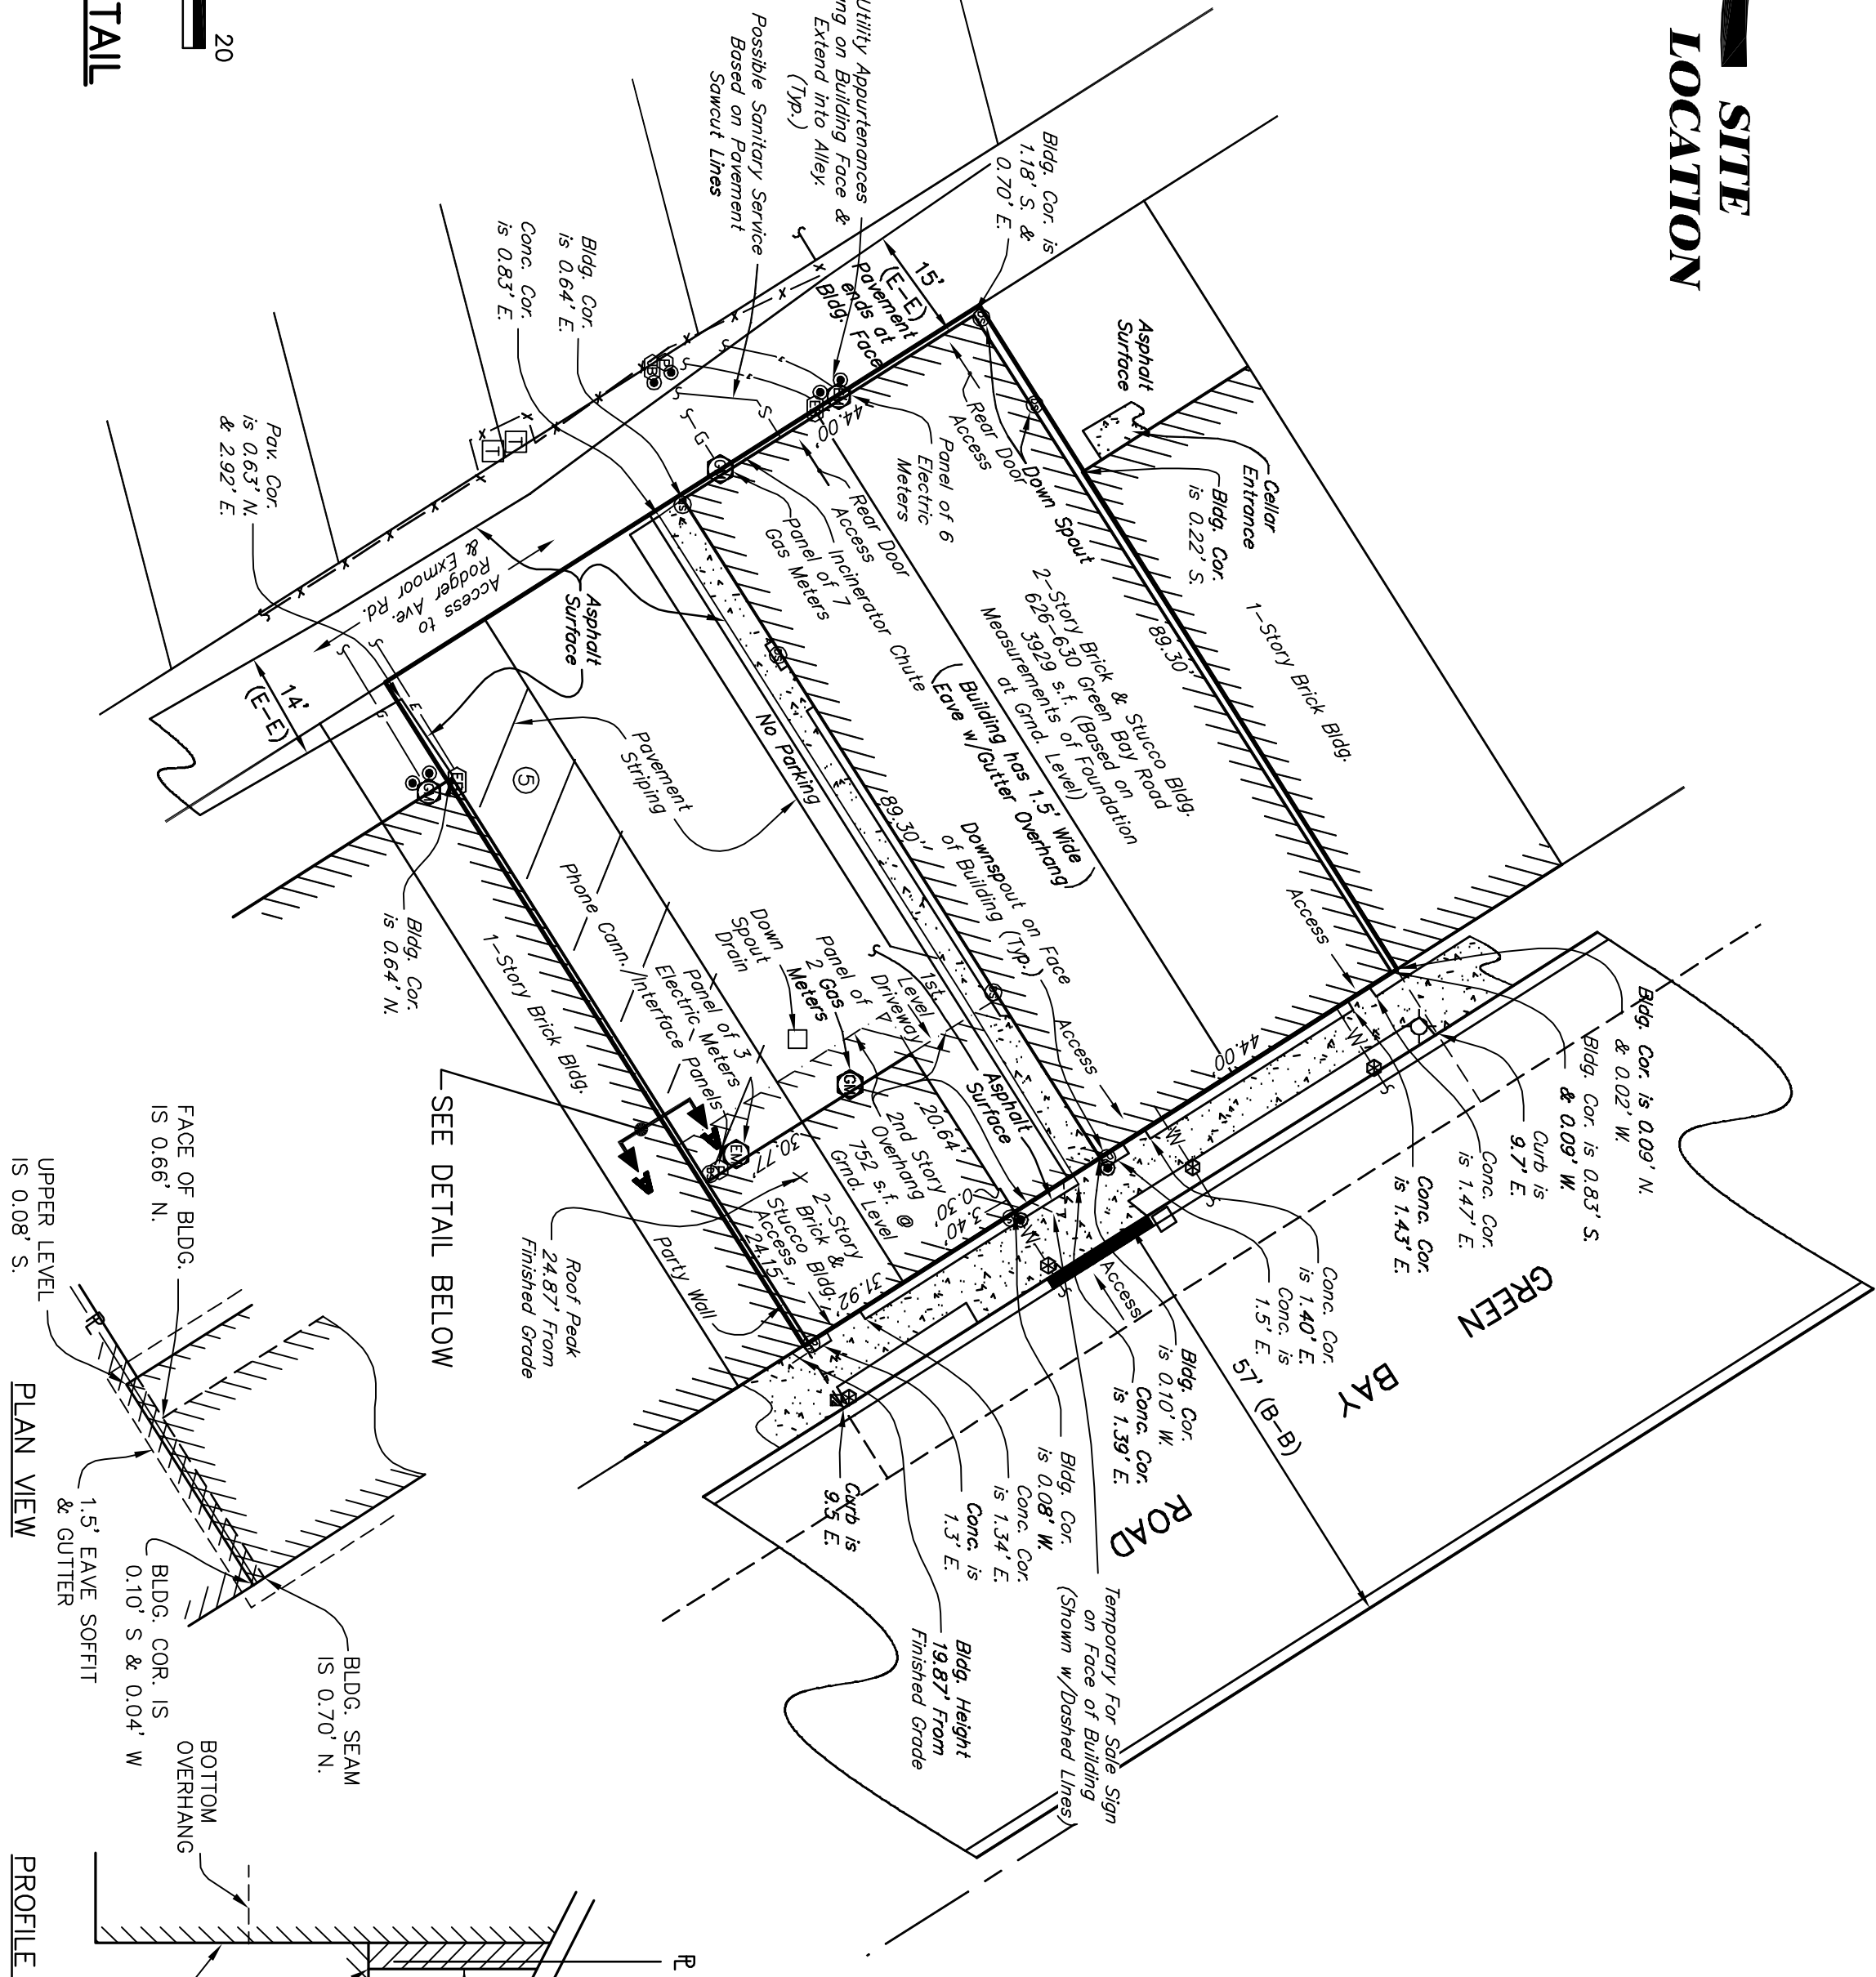 SITE
LOCATION
20
TAIL
Utility Appurtenances
ng on Building Face &
Extend into Alley.
(Typ.)
Possible Sanitary Service
Based on Pavement
Sawcut Lines
Bldg. Cor. is
1.18' S. &
0.70' E.
Bldg. Cor.
is 0.64' E.
Conc. Cor.
is 0.83' E.
Pav. Cor.
is 0.63' N.
& 2.92' E.
15'
(E-E)
Pavement
ends at
Bldg. Face
Asphalt
Surface
Cellar
Entrance
Bldg. Cor.
is 0.22' S.
Down Spout
Rear Door
Access
Panel of 6
Electric
Meters
44.00'
Rear Door
Access
Incinerator Chute
Panel of 7
Gas Meters
1-Story Brick Bldg.
89.30'
2-Story Brick & Stucco Bldg.
626-630 Green Bay Road
3929 s.f. (Based on
Measurements of Foundation
at Grnd. Level)
(Building has 1.5' Wide
Eave w/Gutter Overhang)
89.30'
Downspout on Face
of Building (Typ.)
No Parking
Asphalt
Surface
Access to
Rodger Ave.
& Exmoor Rd.
14'
(E-E)
Pavement
Striping
5
Bldg. Cor.
is 0.64' N.
1-Story Brick Bldg.
Phone Cann./Interface Panels
Panel of 3
Electric Meters
Down
Spout
Drain
Panel of
2 Gas
Meters
1st.
Level
Driveway
Asphalt
Surface
2nd Story
Overhang
20.64'
752 s.f. @
Grnd. Level
2-Story
Brick &
Stucco Bldg.
Access
30.77'
24.15'
3.40'
0.30'
31.92'
Party Wall
Roof Peak
24.87' From
Finished Grade
Access
Access
Access
44.00'
W
W
W
S
G
E
G
T
T
GM
GM
GM
EM
EM
A
A
SEE DETAIL BELOW
Bldg. Cor. is 0.09' N.
& 0.02' W.
Bldg. Cor. is 0.83' S.
& 0.09' W.
Curb is
9.7' E.
Conc. Cor.
is 1.47' E.
Conc. Cor.
is 1.43' E.
Conc. Cor.
is 1.40' E.
Conc. is
1.5' E.
Bldg. Cor.
is 0.10' W.
Conc. Cor.
is 1.39' E.
Bldg. Cor.
is 0.08' W.
Conc. Cor.
is 1.34' E.
Conc. is
1.3' E.
Curb is
9.5' E.
GREEN
BAY
ROAD
57' (B-B)
Temporary For Sale Sign
on Face of Building
(Shown w/Dashed Lines)
Bldg. Height
19.87' From
Finished Grade
FACE OF BLDG.
IS 0.66' N.
UPPER LEVEL
IS 0.08' S.
PL
BLDG. SEAM
IS 0.70' N.
BLDG. COR. IS
0.10' S & 0.04' W
1.5' EAVE SOFFIT
& GUTTER
PLAN VIEW
BOTTOM
OVERHANG
PL
PROFILE